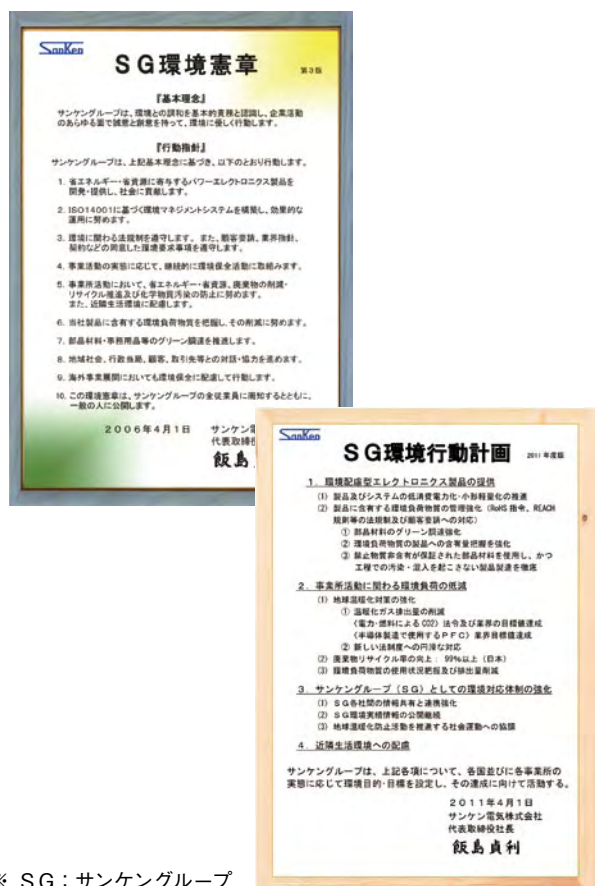 SanKen
SG環境憲章
第3版
『基本理念』
サンケングループは、環境との調和を基本的責務と認識し、企業活動
のあらゆる面で誠意と創意を持って、環境に優しく行動します。
『行動指針』
サンケングループは、上記基本理念に基づき、以下のとおり行動します。
1. 省エネルギー・省資源に寄与するパワーエレクトロニクス製品を
開発・提供し、社会に貢献します。
2. ISO14001に基づく環境マネジメントシステムを構築し、効果的な
運用に努めます。
3. 環境に関わる法規制を遵守します。また、顧客要請、業界指針、
契約などの同意した環境要求事項を遵守します。
4. 事業活動の実態に応じて、継続的に環境保全活動に取組みます。
5. 事業所活動において、省エネルギー・省資源、廃棄物の削減・
リサイクル推進及び化学物質汚染の防止に努めます。
また、近隣生活環境に配慮します。
6. 当社製品に含有する環境負荷物質を把握し、その削減に努めます。
7. 部品材料・事務用品等のグリーン調達を推進します。
8. 地域社会、行政当局、顧客、取引先等との対話・協力を進めます。
9. 海外事業展開においても環境保全に配慮して行動します。
10. この環境憲章は、サンケングループの全従業員に周知するとともに、
一般の人に公開します。
2006年4月1日 サンケン電
代表取締役
飯島
SanKen
SG環境行動計画
2011年度版
1. 環境配慮型エレクトロニクス製品の提供
(1) 製品及びシステムの低消費電力化・小形軽量化の推進
(2) 製品に含有する環境負荷物質の管理強化（RoHS指令、REACH
規則等の法規制及び顧客要請への対応）
① 部品材料のグリーン調達強化
② 環境負荷物質の製品への含有量把握を強化
③ 禁止物質非含有が保証された部品材料を使用し、かつ
工程での汚染・混入を起こさない製品製造を徹底
2. 事業所活動に関わる環境負荷の低減
(1) 地球温暖化対策の強化
① 温暖化ガス排出量の削減
〈電力・燃料によるCO2〉法令及び業界の目標値達成
〈半導体製造で使用するPFC〉業界目標値達成
② 新しい法制度への円滑な対応
(2) 廃棄物リサイクル率の向上： 99%以上（日本）
(3) 環境負荷物質の使用状況把握及び排出量削減
3. サンケングループ（SG）としての環境対応体制の強化
(1) SG各社間の情報共有と連携強化
(2) SG環境実績情報の公開継続
(3) 地球温暖化防止活動を推進する社会運動への協調
4. 近隣生活環境への配慮
サンケングループは、上記各項について、各国並びに各事業所の
実態に応じて環境目的・目標を設定し、その達成に向けて活動する。
2011年4月1日
サンケン電気株式会社
代表取締役社長
飯島貞利
※ SG：サンケングループ